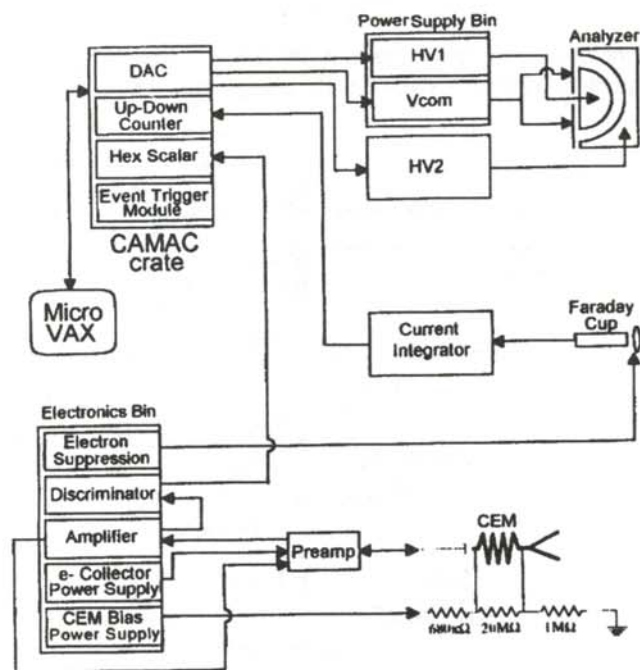 Power Supply Bin
Analyzer
DAC
HV1
Up-Down
Counter
Vcom
Hex Scalar
HV2
Event Trigger
Module
CAMAC
crate
Micro
VAX
Current
Integrator
Faraday
Cup
Electronics Bin
Electron
Suppression
Discriminator
Amplifier
Preamp
CEM
e- Collector
Power Supply
CEM Bias
Power Supply
20MΩ
1MΩ